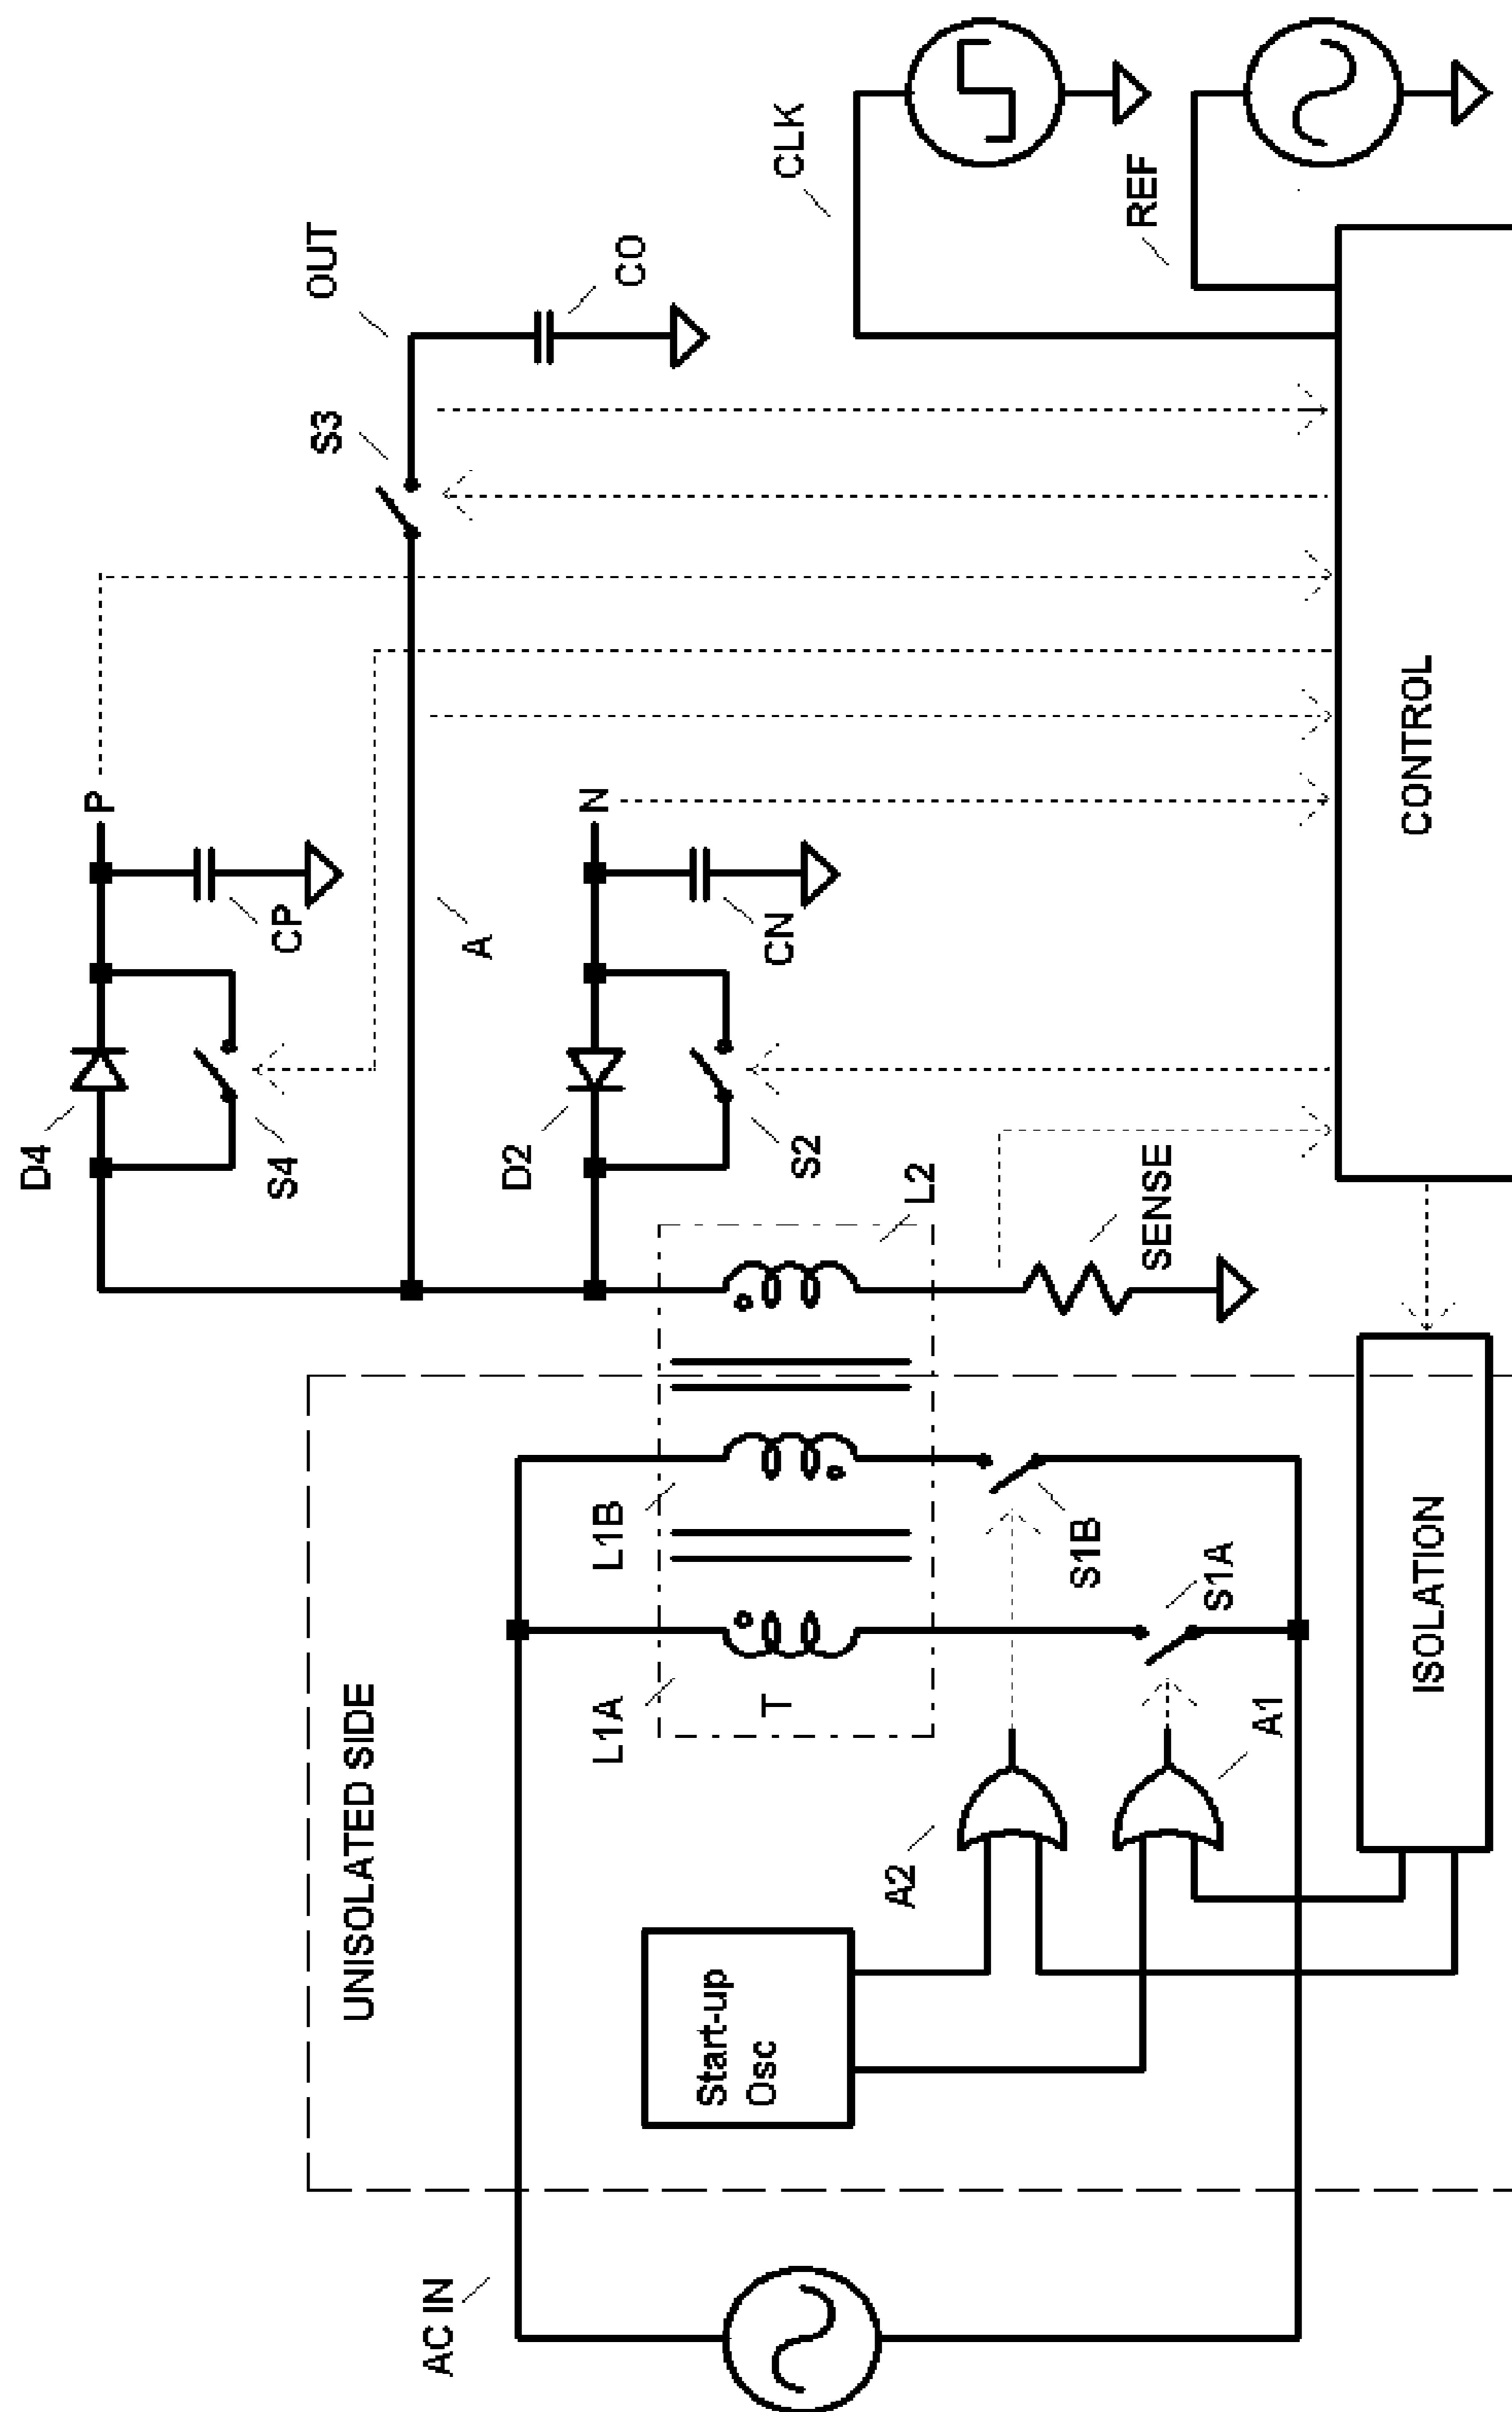 AC IN
UNISOLATED SIDE
Start-up
Osc
A2
A1
L1A
T
L1B
S1B
S1A
ISOLATION
L2
SENSE
D4
S4
CP
P
D2
S2
CN
N
A
S3
OUT
CO
CLK
REF
CONTROL